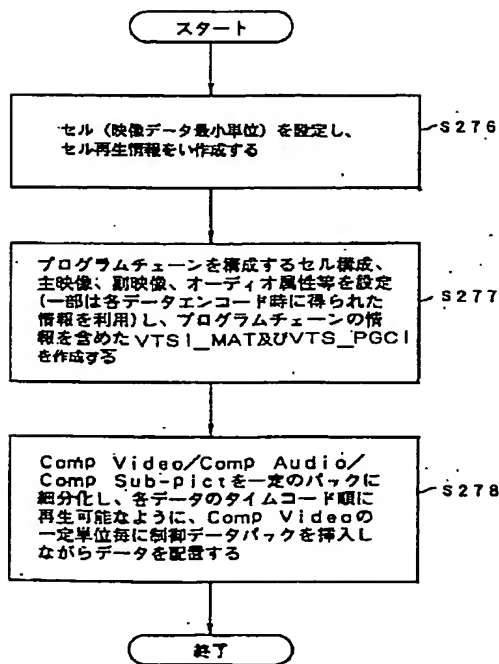 スタート
セル（映像データ最小単位）を設定し、
セル再生情報をい作成する
S276
プログラムチェーンを構成するセル構成、
主映像、副映像、オーディオ属性等を設定
(一部は各データエンコード時に得られた
情報を利用)し、プログラムチェーンの情
報を含めたVTSI_MAT及びVTS_PGCI
を作成する
S277
Comp Video/Comp Audio/
Comp Sub-pictを一定のパックに
細分化し、各データのタイムコード順に
再生可能なように、Comp Videoの
一定単位毎に制御データパックを挿入し
ながらデータを配置する
S278
終了